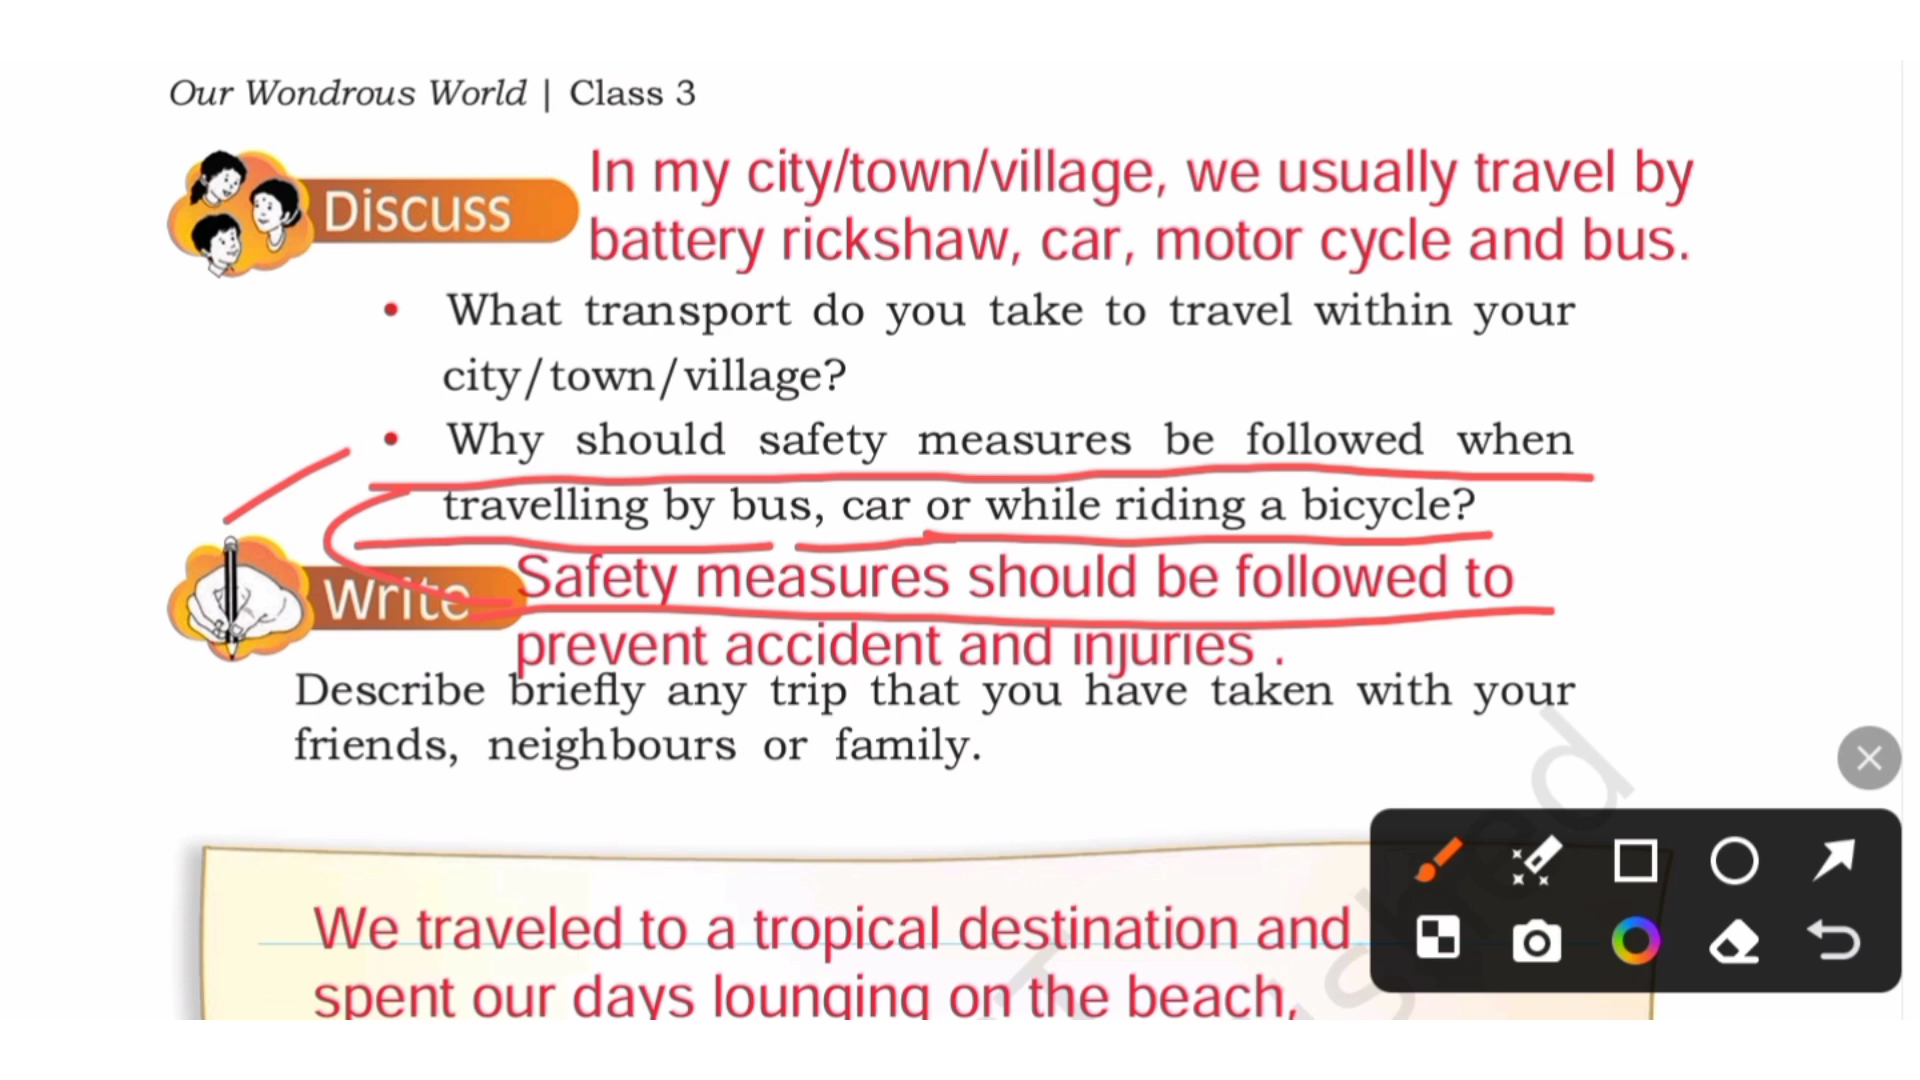 Our Wondrous World | Class 3
Discuss
In my city/town/village, we usually travel by
battery rickshaw, car, motor cycle and bus.
• What transport do you take to travel within your
city/town/village?
• Why should safety measures be followed when
travelling by bus, car or while riding a bicycle?
Write
Safety measures should be followed to
prevent accident and injuries .
Describe briefly any trip that you have taken with your
friends, neighbours or family.
We traveled to a tropical destination and
spent our days lounging on the beach,